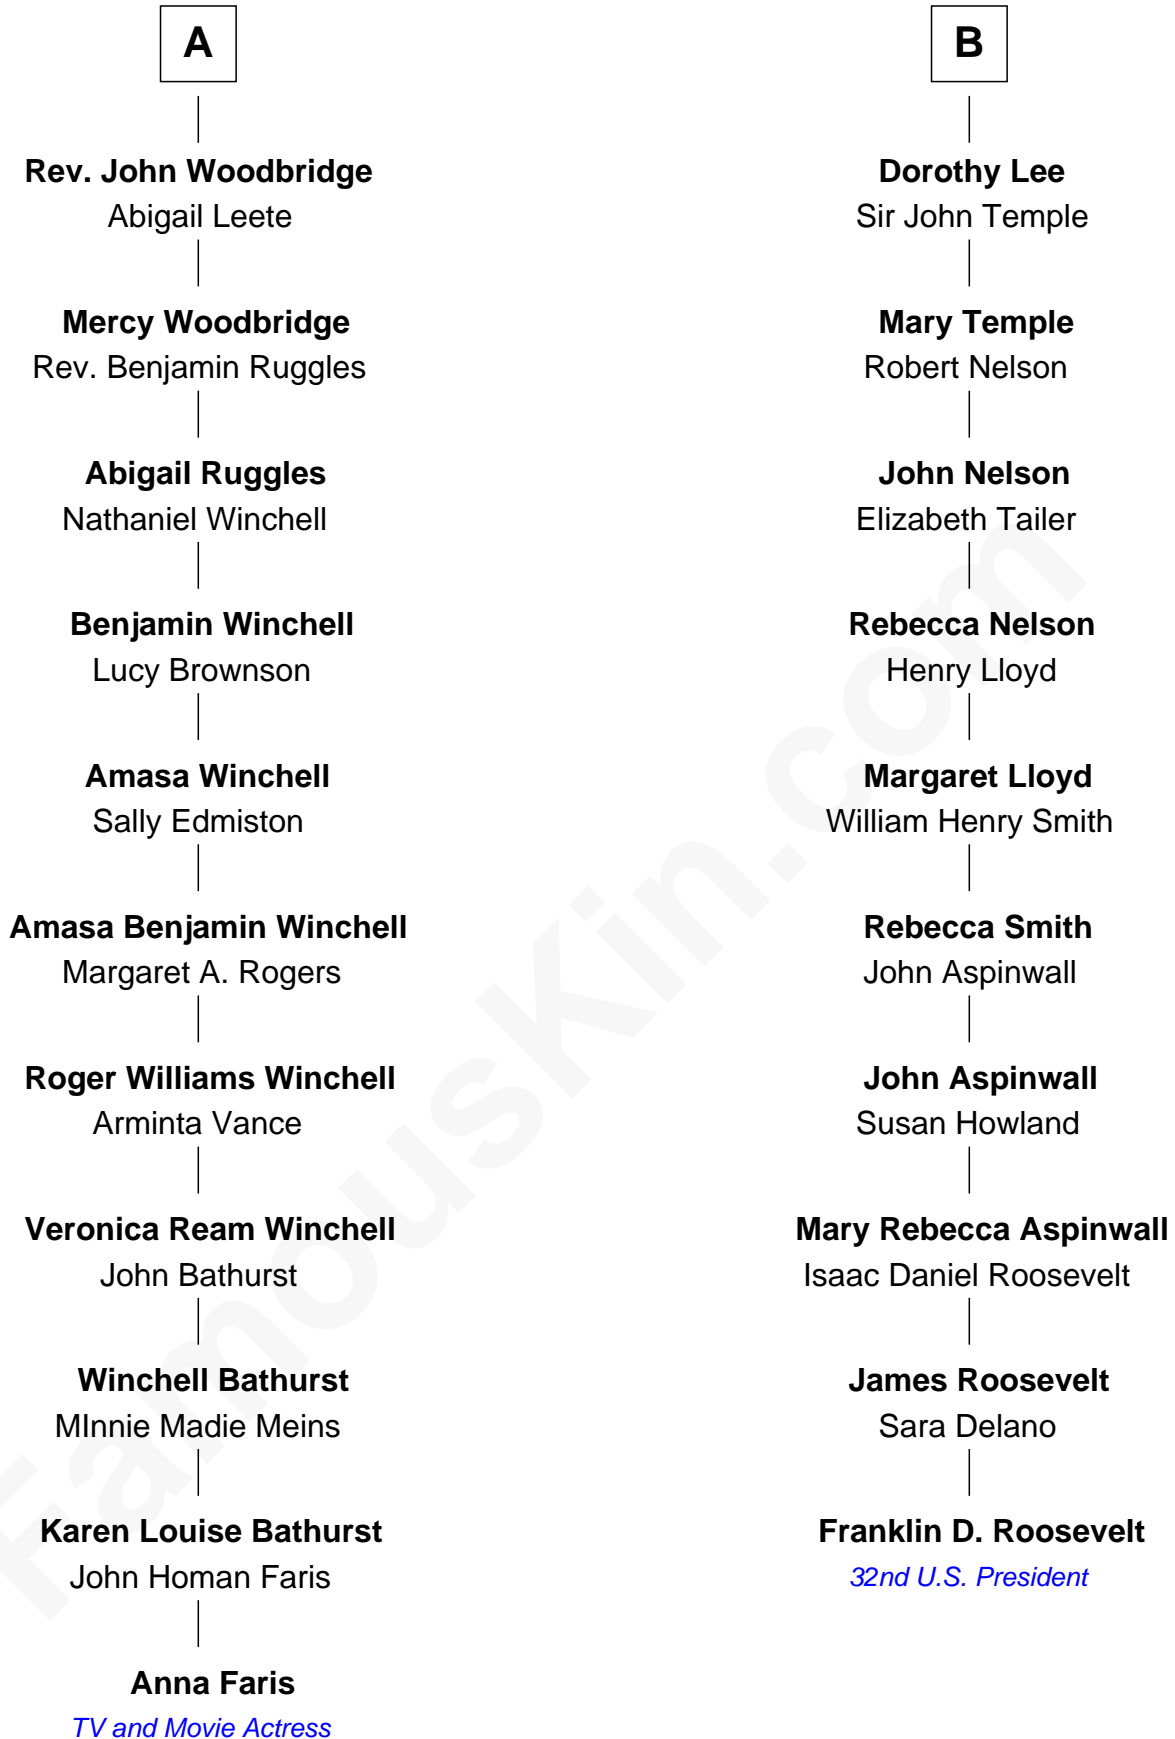 A
Rev. John Woodbridge
Abigail Leete
Mercy Woodbridge
Rev. Benjamin Ruggles
Abigail Ruggles
Nathaniel Winchell
Benjamin Winchell
Lucy Brownson
Amasa Winchell
Sally Edmiston
Amasa Benjamin Winchell
Margaret A. Rogers
Roger Williams Winchell
Arminta Vance
Veronica Ream Winchell
John Bathurst
Winchell Bathurst
MInnie Madie Meins
Karen Louise Bathurst
John Homan Faris
Anna Faris
TV and Movie Actress
B
Dorothy Lee
Sir John Temple
Mary Temple
Robert Nelson
John Nelson
Elizabeth Tailer
Rebecca Nelson
Henry Lloyd
Margaret Lloyd
William Henry Smith
Rebecca Smith
John Aspinwall
John Aspinwall
Susan Howland
Mary Rebecca Aspinwall
Isaac Daniel Roosevelt
James Roosevelt
Sara Delano
Franklin D. Roosevelt
32nd U.S. President
FamousKin.com